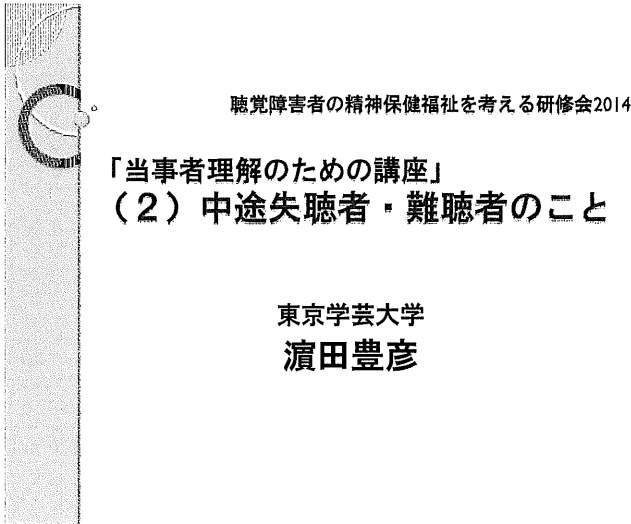 聴覚障害者の精神保健福祉を考える研修会2014
「当事者理解のための講座」
（２）中途失聴者・難聴者のこと
東京学芸大学
濵田豊彦